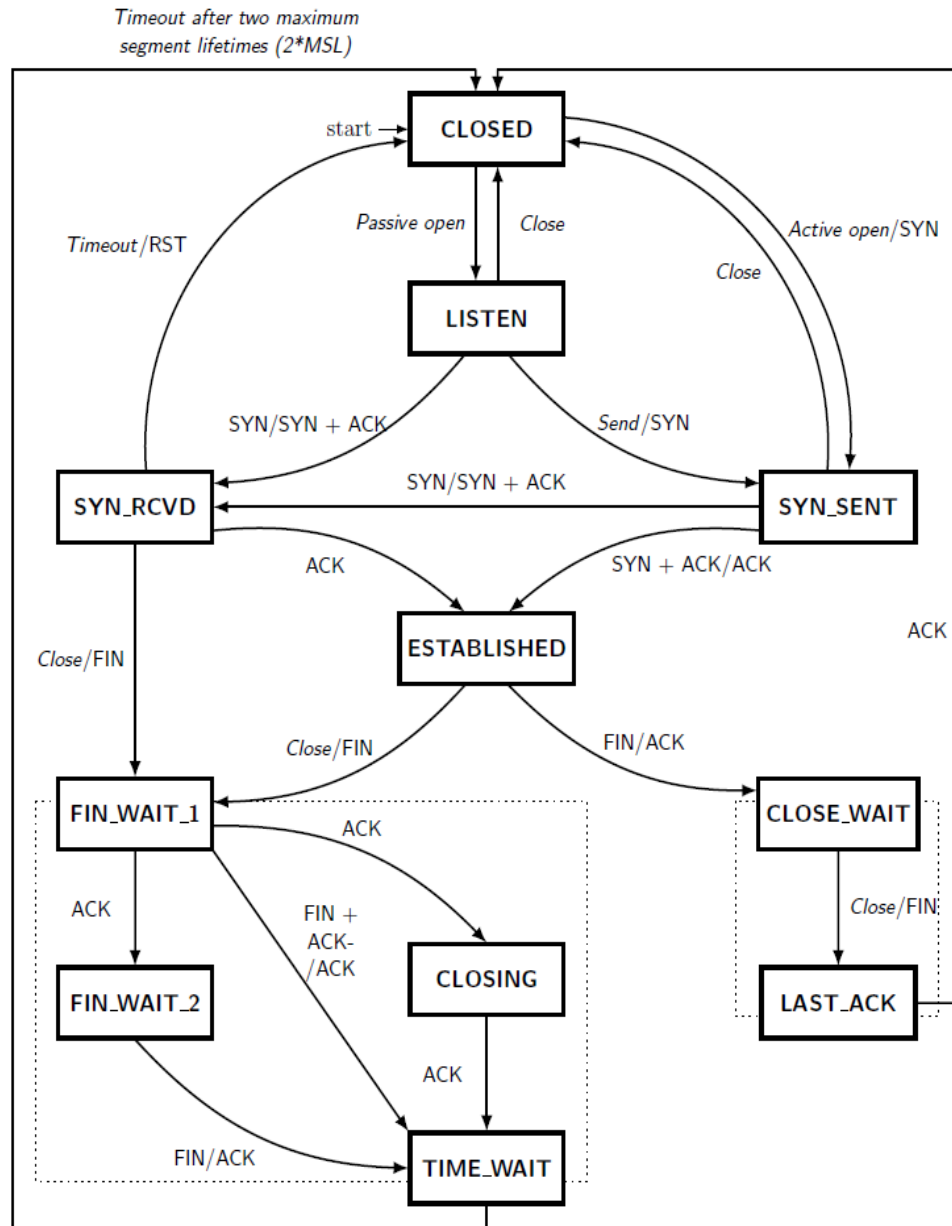 Timeout after two maximum
segment lifetimes (2*MSL)
start
CLOSED
Passive open
Close
Timeout/RST
Active open/SYN
Close
LISTEN
SYN/SYN + ACK
Send/SYN
SYN_RCVD
SYN/SYN + ACK
SYN_SENT
ACK
SYN + ACK/ACK
ESTABLISHED
ACK
Close/FIN
Close/FIN
FIN/ACK
FIN_WAIT_1
CLOSE_WAIT
ACK
ACK
FIN +
ACK-
/ACK
Close/FIN
FIN_WAIT_2
CLOSING
LAST_ACK
ACK
FIN/ACK
TIME_WAIT